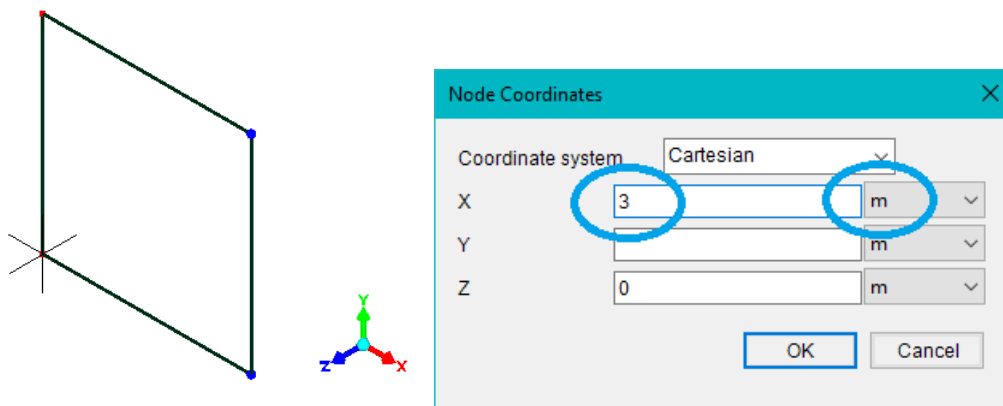 Y
Z
X
Node Coordinates
Coordinate system Cartesian
X 3 m
Y m
Z 0 m
OK Cancel